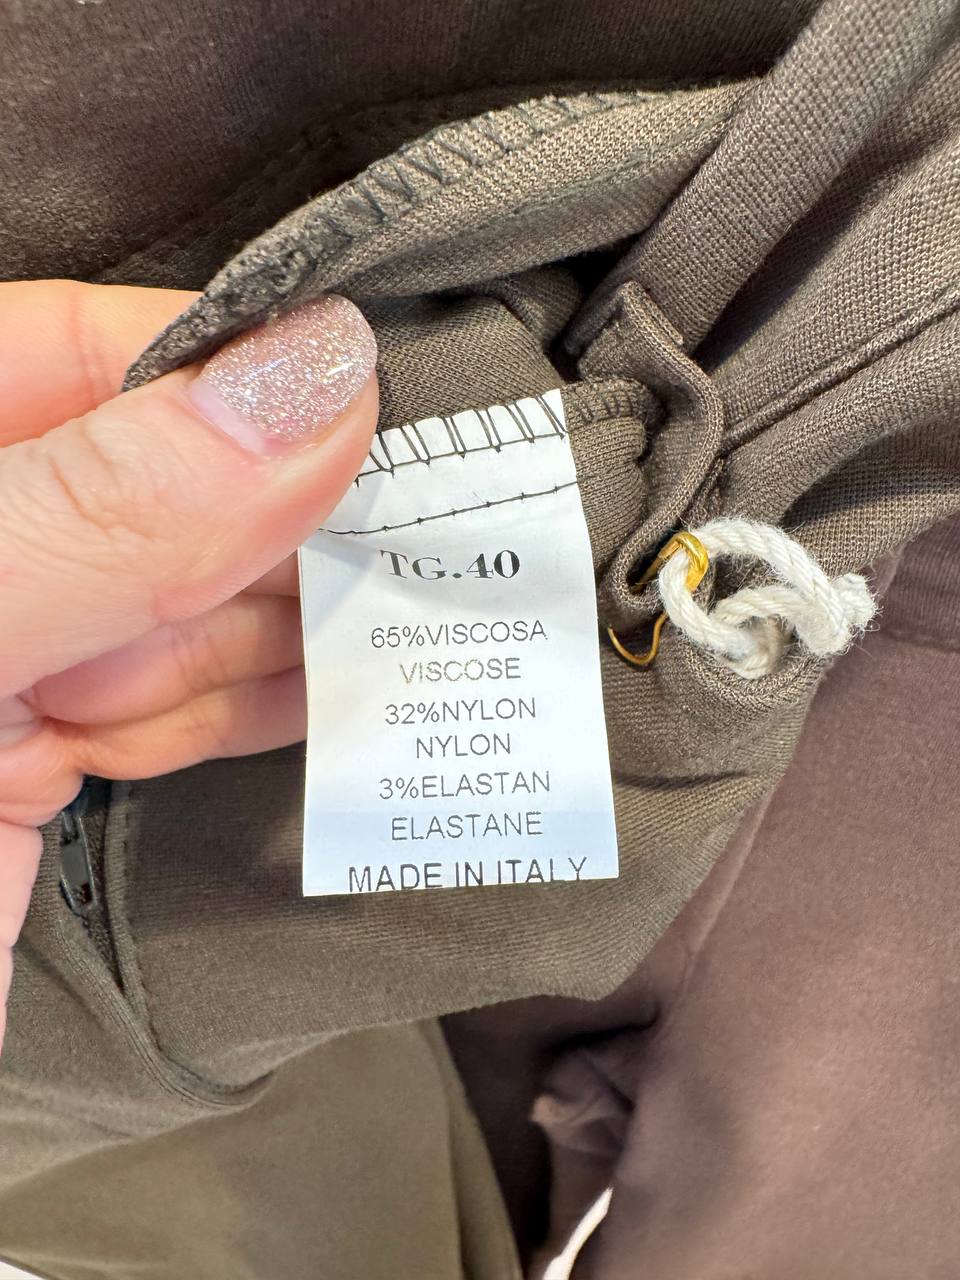 TG.40
65%VISCOSA
VISCOSE
32%NYLON
NYLON
3%ELASTAN
ELASTANE
MADE IN ITALY